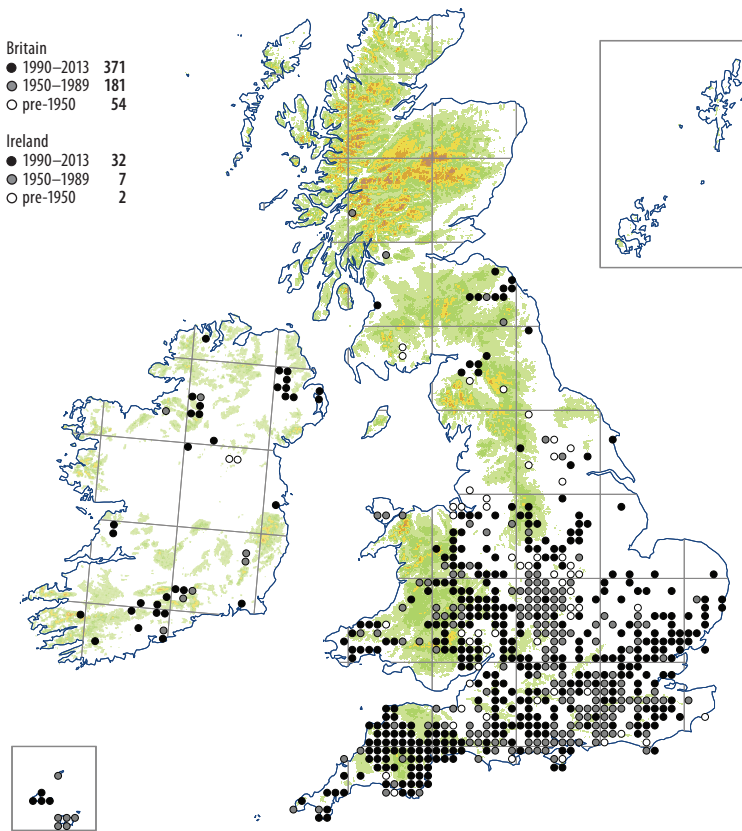 Britain
1990–2013 371
1950–1989 181
pre-1950 54
Ireland
1990–2013 32
1950–1989 7
pre-1950 2